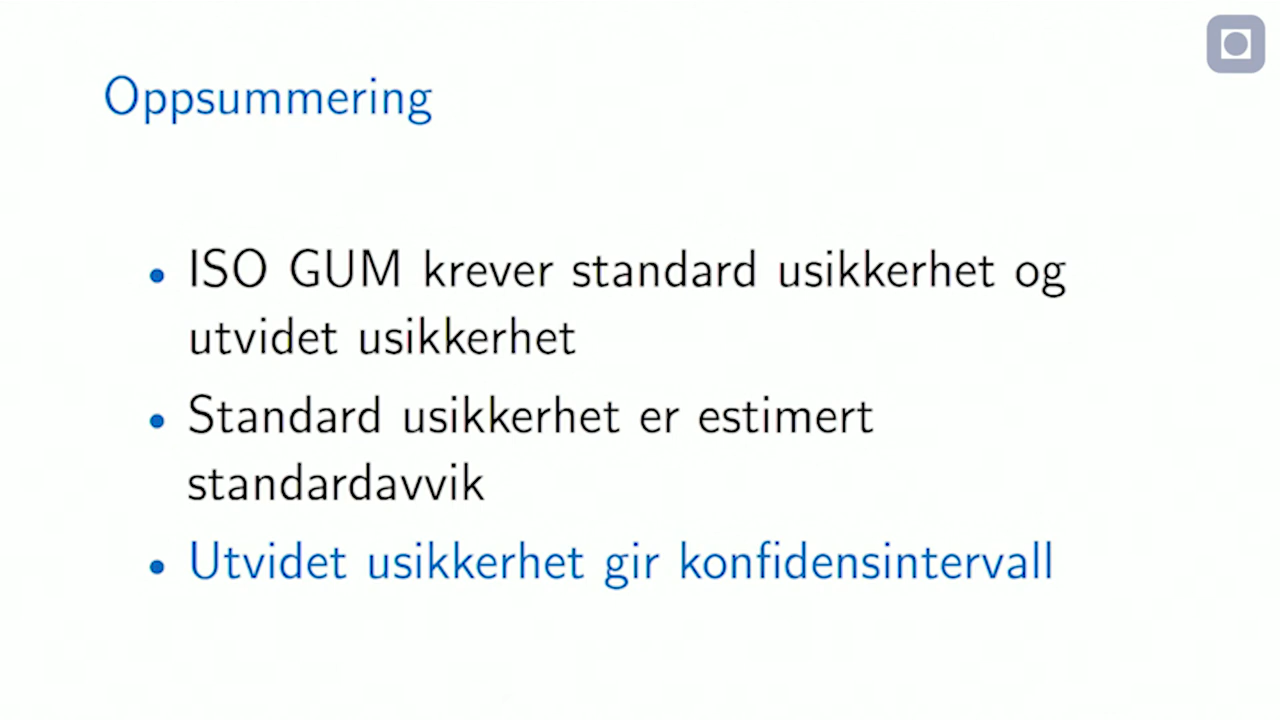 Oppsummering
• ISO GUM krever standard usikkerhet og
utvidet usikkerhet
• Standard usikkerhet er estimert
standardavvik
• Utvidet usikkerhet gir konfidensintervall